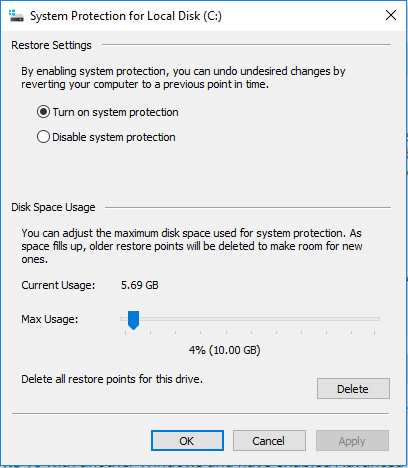 System Protection for Local Disk (C:)
Restore Settings
By enabling system protection, you can undo undesired changes by
reverting your computer to a previous point in time.
Turn on system protection
Disable system protection
Disk Space Usage
You can adjust the maximum disk space used for system protection. As
space fills up, older restore points will be deleted to make room for new
ones.
Current Usage: 5.69 GB
Max Usage:
4% (10.00 GB)
Delete all restore points for this drive.
Delete
OK Cancel Apply